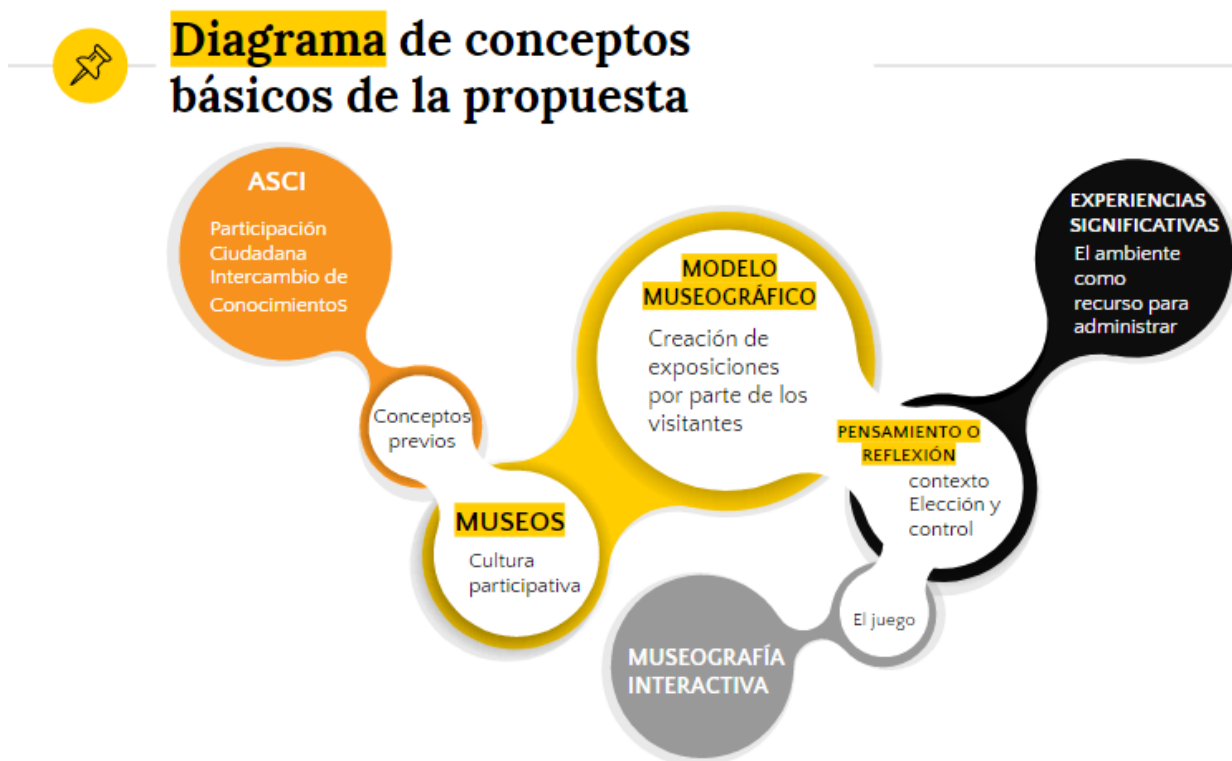 Diagrama de conceptos
básicos de la propuesta
ASCI
Participación
Ciudadana
Intercambio de
Conocimientos
Conceptos
previos
MUSEOS
Cultura
participativa
MODELO
MUSEOGRÁFICO
Creación de
exposiciones
por parte de los
visitantes
PENSAMIENTO O
REFLEXIÓN
contexto
Elección y
control
EXPERIENCIAS
SIGNIFICATIVAS
El ambiente
como
recurso para
administrar
El juego
MUSEOGRAFÍA
INTERACTIVA